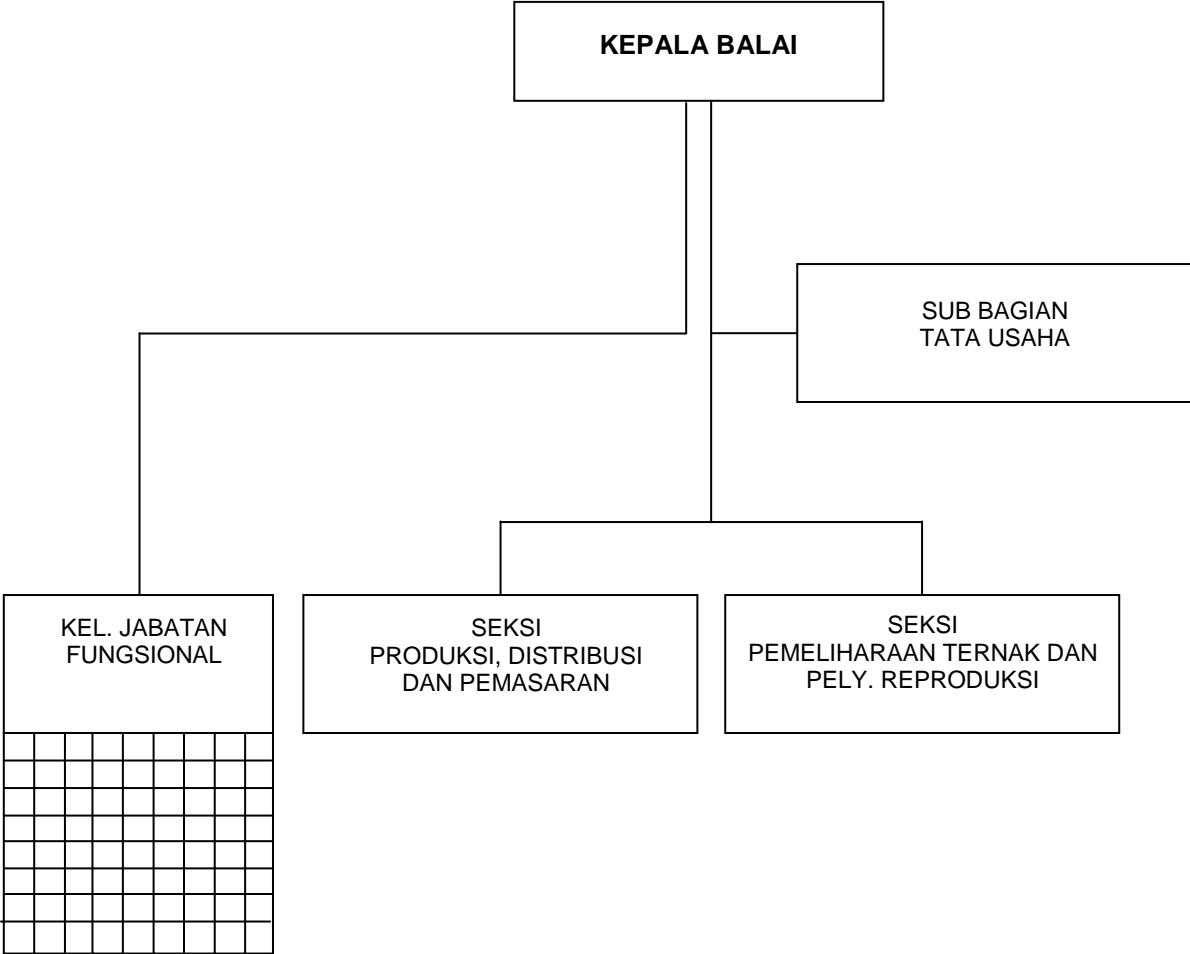 KEPALA BALAI
SUB BAGIAN
TATA USAHA
KEL. JABATAN
FUNGSIONAL
SEKSI
PRODUKSI, DISTRIBUSI
DAN PEMASARAN
SEKSI
PEMELIHARAAN TERNAK DAN
PELY. REPRODUKSI